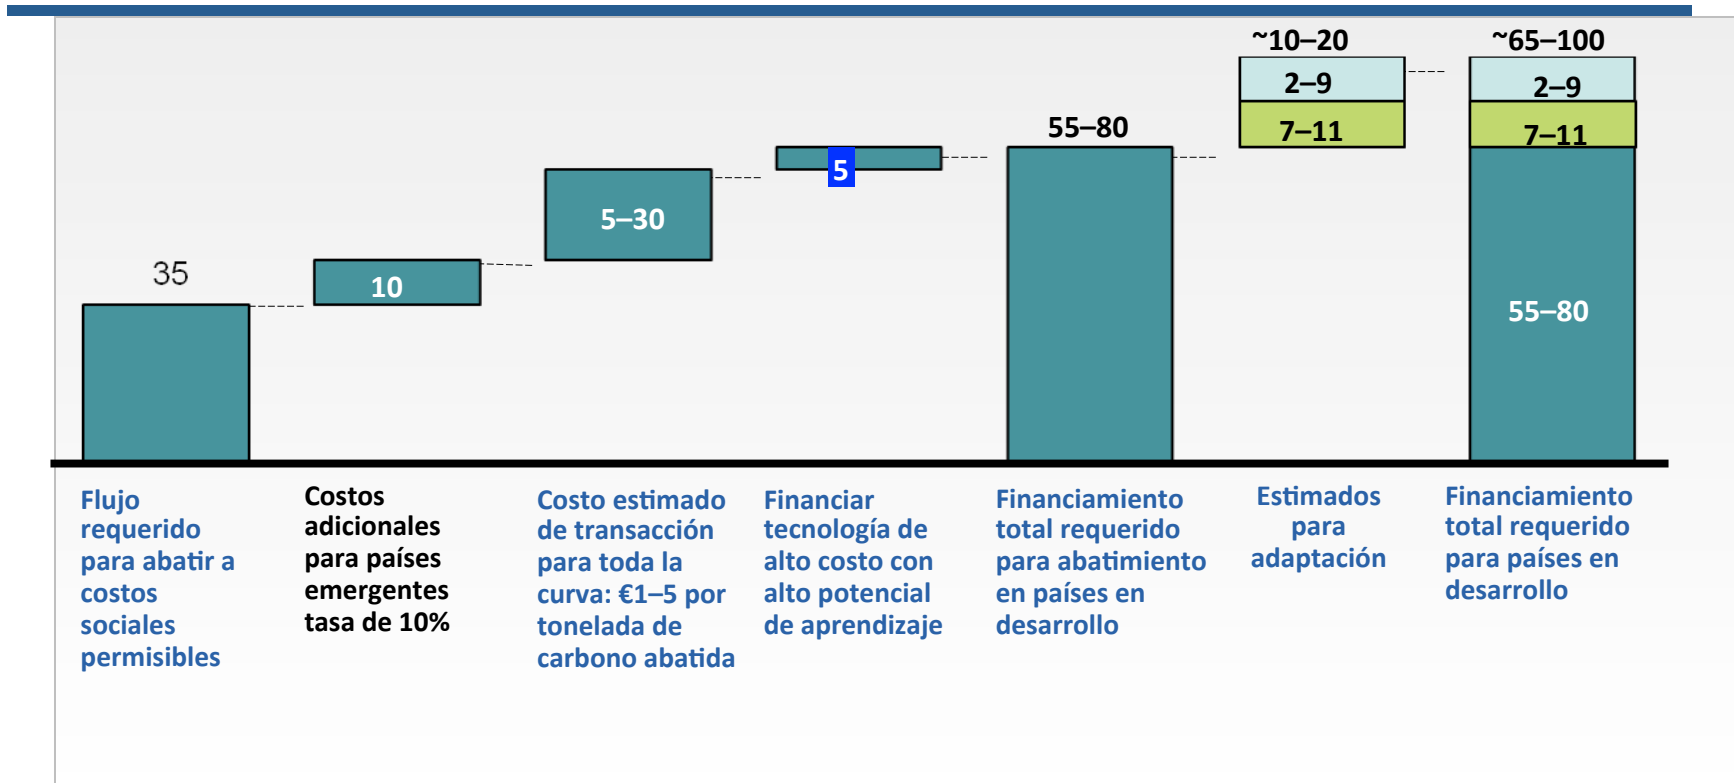 ~10–20
~65–100
2–9
2–9
55–80
7–11
7–11
5
5–30
35
10
55–80
Flujo
requerido
para abatir a
costos
sociales
permisibles
Costos
adicionales
para países
emergentes
tasa de 10%
Costo estimado
de transacción
para toda la
curva: €1–5 por
tonelada de
carbono abatida
Financiar
tecnología de
alto costo con
alto potencial
de aprendizaje
Financiamiento
total requerido
para abatimiento
en países en
desarrollo
Estimados
para
adaptación
Financiamiento
total requerido
para países en
desarrollo